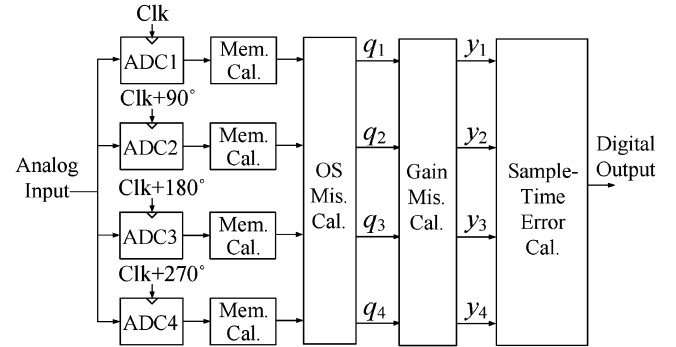 Clk
ADC1
Mem.
Cal.
Clk+90°
ADC2
Mem.
Cal.
Analog
Input
Clk+180°
ADC3
Mem.
Cal.
Clk+270°
ADC4
Mem.
Cal.
OS
Mis.
Cal.
q1
q2
q3
q4
Gain
Mis.
Cal.
y1
y2
y3
y4
Sample-
Time
Error
Cal.
Digital
Output